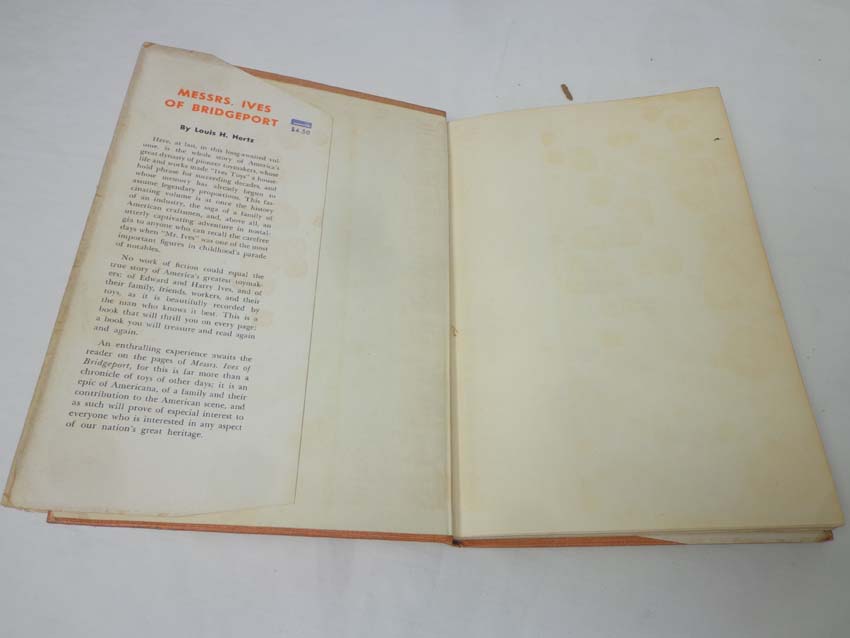 MESSRS. IVES
OF BRIDGEPORT
$4.50
By Louis H. Hertz
Here, at last, in this long-awaited vol-
ume, is the whole story of America's
great dynasty of pioneer toymakers, whose
life and works made "Ives Toys" a house-
hold phrase for succeeding decades, and
whose memory has already begun to
assume legendary proportions. This fas-
cinating volume is at once the history
of an industry, the saga of a family of
American craftsmen, and, above all, an
utterly captivating adventure in nostal-
gia to anyone who can recall the carefree
days when "Mr. Ives" was one of the most
important figures in childhood's parade
of notables.
No work of fiction could equal the
true story of America's greatest toymak-
ers; of Edward and Harry Ives, and of
their family, friends, workers, and their
toys, as it is beautifully recorded by
the man who knows it best. This is a
book that will thrill you on every page;
a book you will treasure and read again
and again.
An enthralling experience awaits the
reader on the pages of Messrs. Ives of
Bridgeport, for this is far more than a
chronicle of toys of other days; it is an
epic of Americana, of a family and their
contribution to the American scene, and
as such will prove of especial interest to
everyone who is interested in any aspect
of our nation's great heritage.